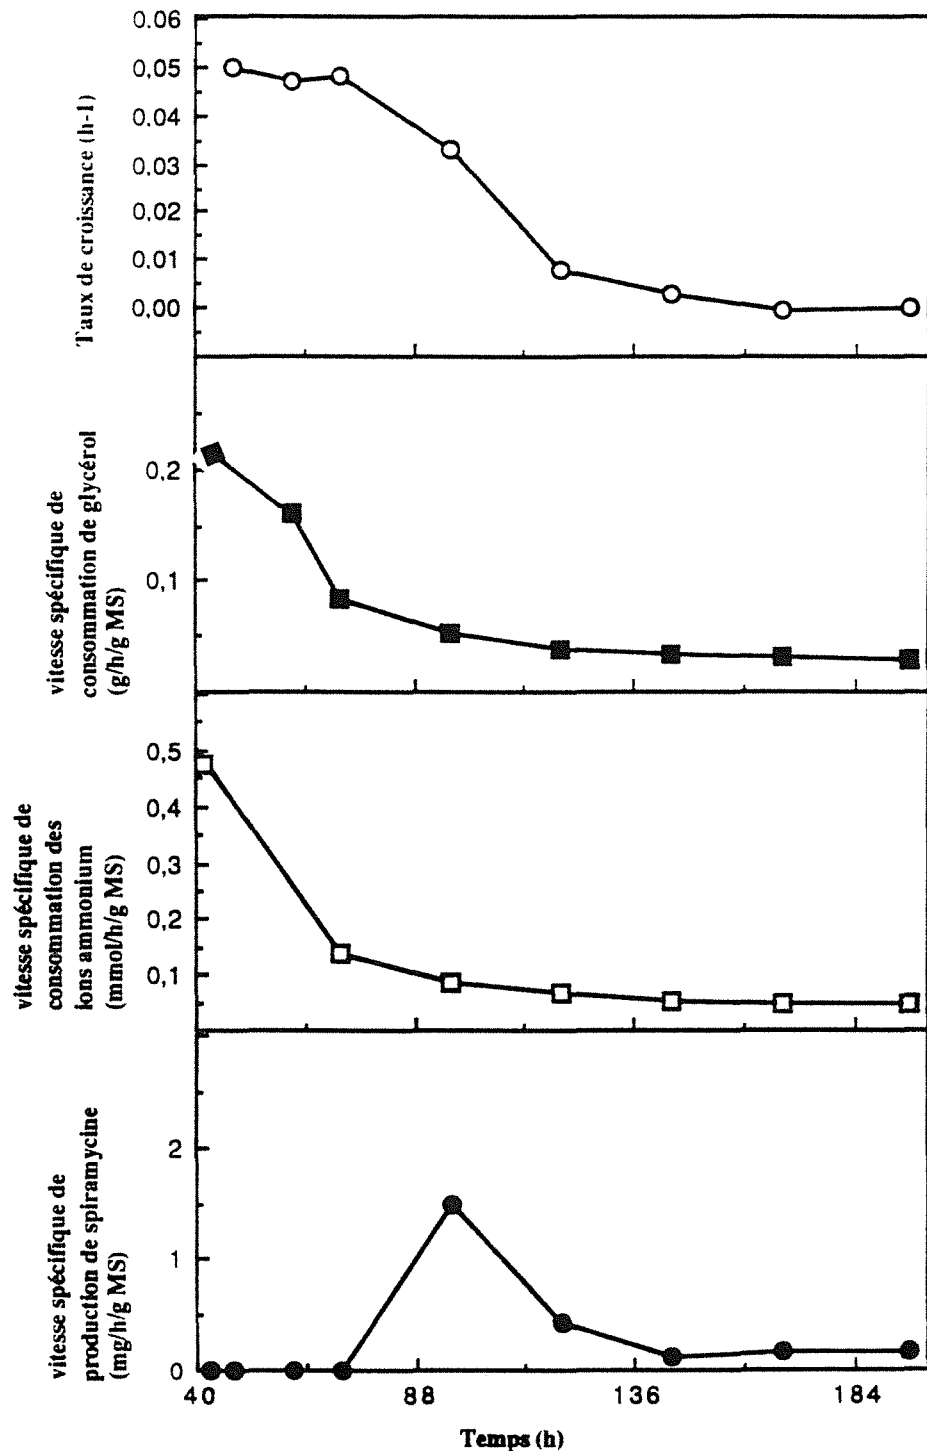 Taux de croissance (h-1)
0.06
0.05
0.04
0.03
0.02
0.01
0.00
vitesse spécifique de
consommation de glycérol
(g/h/g MS)
0,2
0,1
vitesse spécifique de
consommation des
ions ammonium
(mmol/h/g MS)
0,5
0,4
0,3
0,2
0,1
vitesse spécifique de
production de spiramycine
(mg/h/g MS)
2
1
0
40
88
136
184
Temps (h)